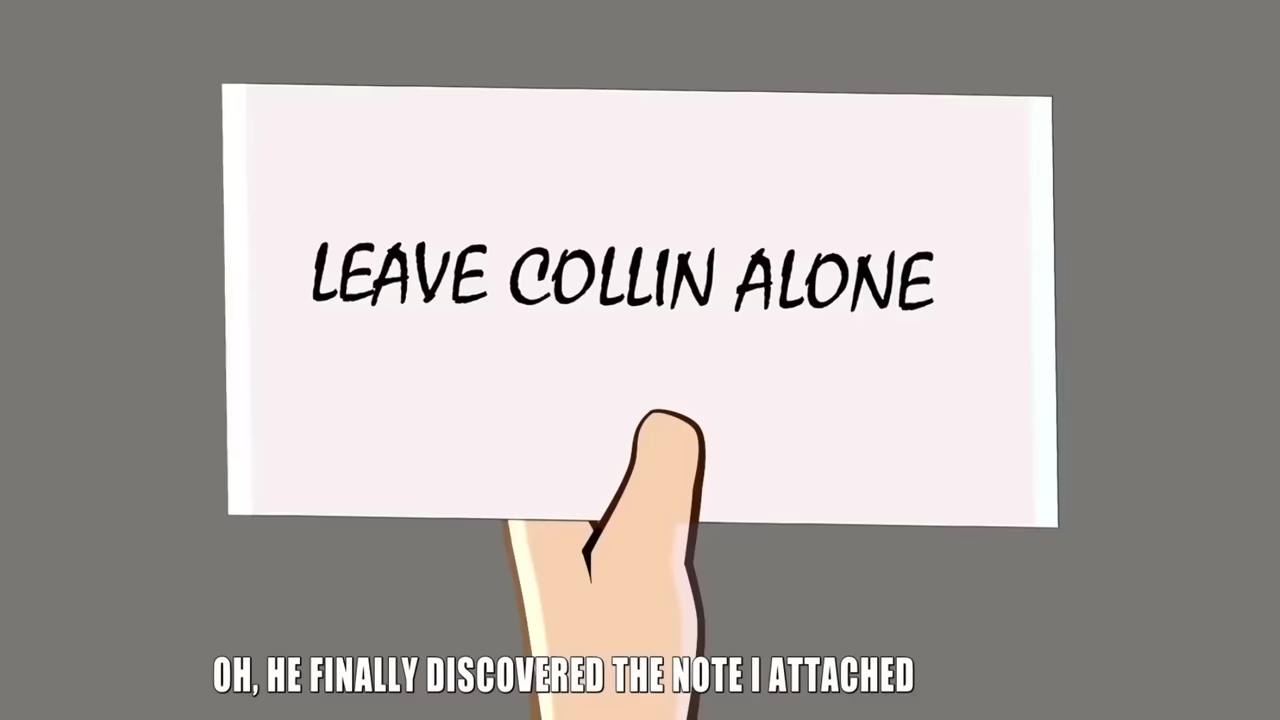 LEAVE COLLIN ALONE
OH, HE FINALLY DISCOVERED THE NOTE I ATTACHED